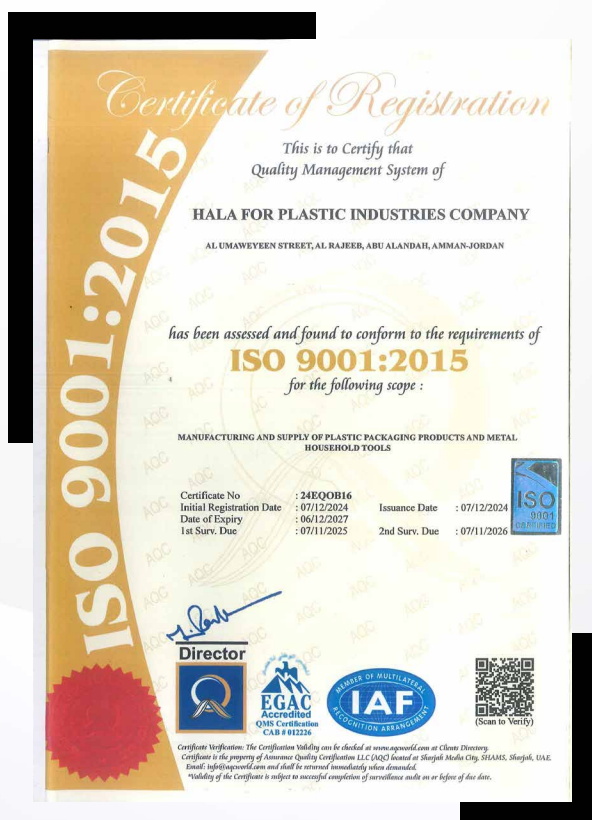 Certificate of Registration
This is to Certify that
Quality Management System of
HALA FOR PLASTIC INDUSTRIES COMPANY
AL UMAWEYEEN STREET, AL RAJEEB, ABU ALANDAH, AMMAN-JORDAN
has been assessed and found to conform to the requirements of
ISO 9001:2015
for the following scope :
MANUFACTURING AND SUPPLY OF PLASTIC PACKAGING PRODUCTS AND METAL
HOUSEHOLD TOOLS
Certificate No : 24EQOB16
Initial Registration Date : 07/12/2024 Issuance Date : 07/12/2024
Date of Expiry : 06/12/2027
1st Surv. Due : 07/11/2025 2nd Surv. Due : 07/11/2026
ISO
9001
CERTIFIED
ISO 9001:2015
Director
EGAC
Accredited
QMS Certification
CAB # 012226
MEMBER OF MULTILATERAL
IAF
RECOGNITION ARRANGEMENT
(Scan to Verify)
Certificate Verification: The Certification Validity can be checked at www.aqcworld.com at Clients Directory.
Certificate is the property of Assurance Quality Certification LLC (AQC) located at Sharjah Media City, SHAMS, Sharjah, UAE.
Email: info@aqcworld.com and shall be returned immediately when demanded.
*Validity of the Certificate is subject to successful completion of surveillance audit on or before of due date.